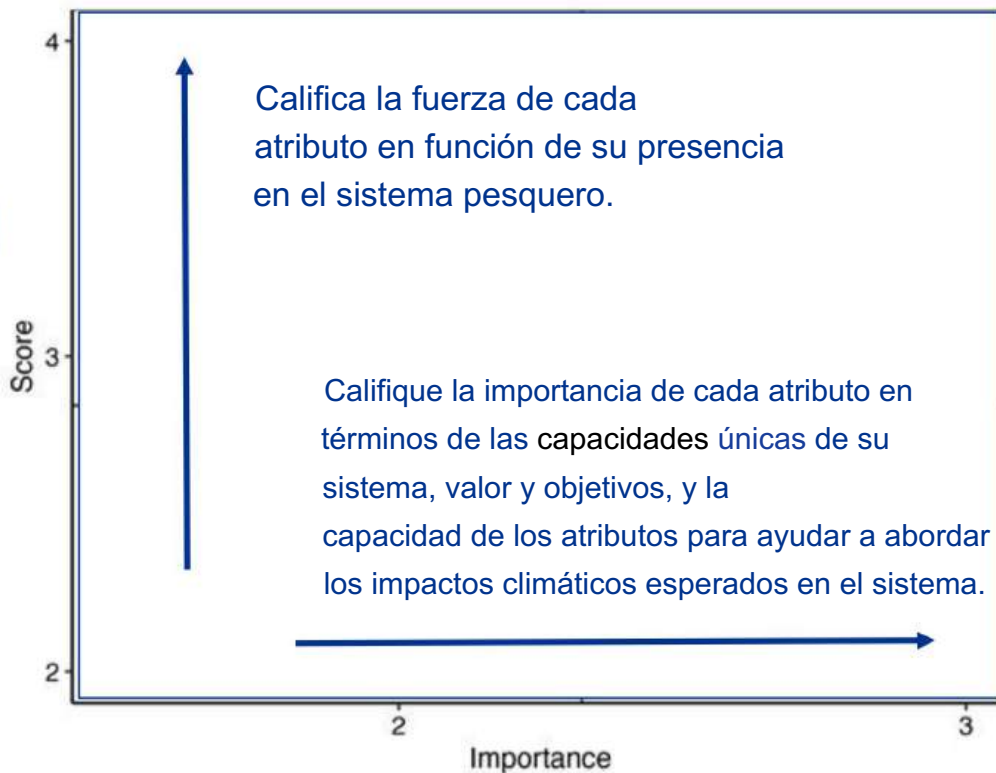 4
Califica la fuerza de cada
atributo en función de su presencia
en el sistema pesquero.
Score
3
Califique la importancia de cada atributo en
términos de las capacidades únicas de su
sistema, valor y objetivos, y la
capacidad de los atributos para ayudar a abordar
los impactos climáticos esperados en el sistema.
2
2
3
Importance